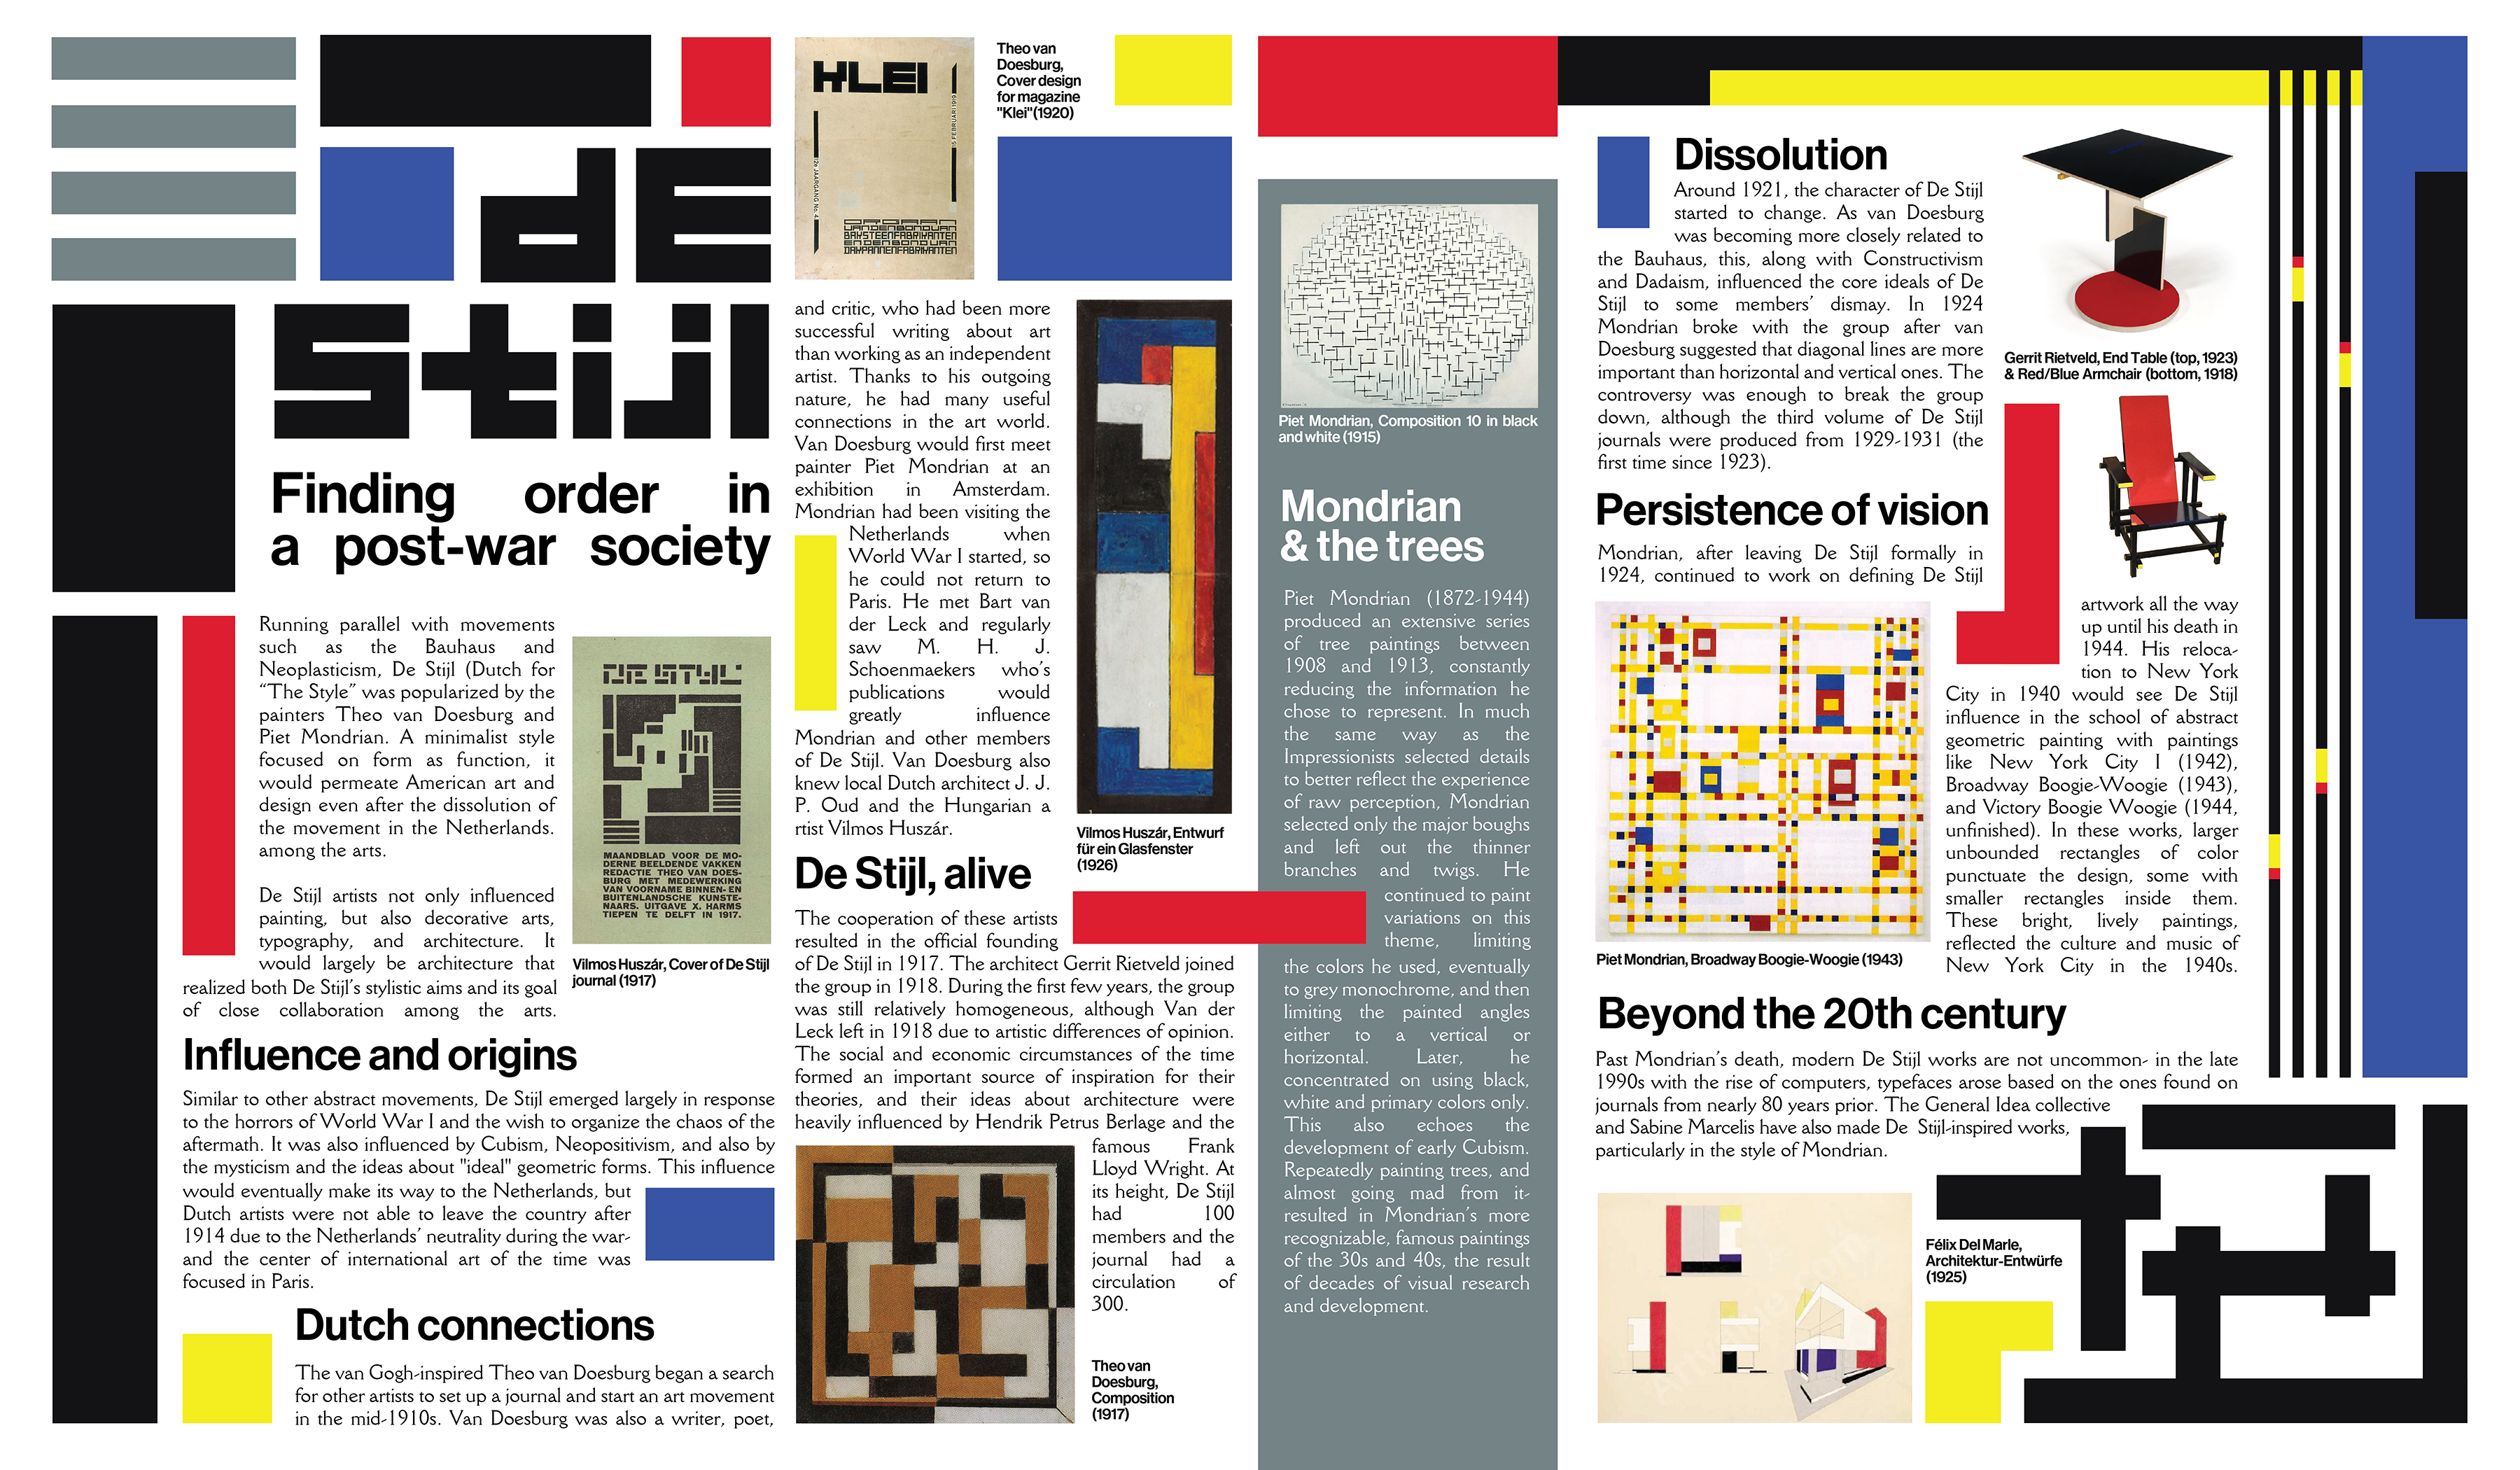 dE
Stijl
Finding order in
a post-war society
Running parallel with movements
such as the Bauhaus and
Neoplasticism, De Stijl (Dutch for
“The Style” was popularized by the
painters Theo van Doesburg and
Piet Mondrian. A minimalist style
focused on form as function, it
would permeate American art and
design even after the dissolution of
the movement in the Netherlands.
among the arts.
De Stijl artists not only influenced
painting, but also decorative arts,
typography, and architecture. It
would largely be architecture that
realized both De Stijl’s stylistic aims and its goal
of close collaboration among the arts.
DE STYL
MAANDBLAD VOOR DE MO-
DERNE BEELDENDE VAKKEN
REDACTIE THEO VAN DOES-
BURG MET MEDEWERKING
VAN VOORNAME BINNEN- EN
BUITENLANDSCHE KUNSTE-
NAARS. UITGAVE X. HARMS
TIEPEN TE DELFT IN 1917.
Vilmos Huszár, Cover of De Stijl
journal (1917)
Influence and origins
Similar to other abstract movements, De Stijl emerged largely in response
to the horrors of World War I and the wish to organize the chaos of the
aftermath. It was also influenced by Cubism, Neopositivism, and also by
the mysticism and the ideas about "ideal" geometric forms. This influence
would eventually make its way to the Netherlands, but
Dutch artists were not able to leave the country after
1914 due to the Netherlands’ neutrality during the war-
and the center of international art of the time was
focused in Paris.
Dutch connections
The van Gogh-inspired Theo van Doesburg began a search
for other artists to set up a journal and start an art movement
in the mid-1910s. Van Doesburg was also a writer, poet,
KLEI
12e JAARGANG No. 4
15 FEBRUARI 1919
ORGAAN
VAN DEN BOND VAN
BAKSTEENFABRIKANTEN
EN DEN BOND VAN
DAKPANNENFABRIKANTEN
Theo van
Doesburg,
Cover design
for magazine
"Klei"(1920)
and critic, who had been more
successful writing about art
than working as an independent
artist. Thanks to his outgoing
nature, he had many useful
connections in the art world.
Van Doesburg would first meet
painter Piet Mondrian at an
exhibition in Amsterdam.
Mondrian had been visiting the
Netherlands when
World War I started, so
he could not return to
Paris. He met Bart van
der Leck and regularly
saw M. H. J.
Schoenmaekers who’s
publications would
greatly influence
Mondrian and other members
of De Stijl. Van Doesburg also
knew local Dutch architect J. J.
P. Oud and the Hungarian a
rtist Vilmos Huszár.
Vilmos Huszár, Entwurf
für ein Glasfenster
(1926)
De Stijl, alive
The cooperation of these artists
resulted in the official founding
of De Stijl in 1917. The architect Gerrit Rietveld joined
the group in 1918. During the first few years, the group
was still relatively homogeneous, although Van der
Leck left in 1918 due to artistic differences of opinion.
The social and economic circumstances of the time
formed an important source of inspiration for their
theories, and their ideas about architecture were
heavily influenced by Hendrik Petrus Berlage and the
famous Frank
Lloyd Wright. At
its height, De Stijl
had 100
members and the
journal had a
circulation of
300.
Theo van
Doesburg,
Composition
(1917)
Piet Mondrian, Composition 10 in black
and white (1915)
Mondrian
& the trees
Piet Mondrian (1872-1944)
produced an extensive series
of tree paintings between
1908 and 1913, constantly
reducing the information he
chose to represent. In much
the same way as the
Impressionists selected details
to better reflect the experience
of raw perception, Mondrian
selected only the major boughs
and left out the thinner
branches and twigs. He
continued to paint
variations on this
theme, limiting
the colors he used, eventually
to grey monochrome, and then
limiting the painted angles
either to a vertical or
horizontal. Later, he
concentrated on using black,
white and primary colors only.
This also echoes the
development of early Cubism.
Repeatedly painting trees, and
almost going mad from it-
resulted in Mondrian’s more
recognizable, famous paintings
of the 30s and 40s, the result
of decades of visual research
and development.
Dissolution
Around 1921, the character of De Stijl
started to change. As van Doesburg
was becoming more closely related to
the Bauhaus, this, along with Constructivism
and Dadaism, influenced the core ideals of De
Stijl to some members’ dismay. In 1924
Mondrian broke with the group after van
Doesburg suggested that diagonal lines are more
important than horizontal and vertical ones. The
controversy was enough to break the group
down, although the third volume of De Stijl
journals were produced from 1929-1931 (the
first time since 1923).
Gerrit Rietveld, End Table (top, 1923)
& Red/Blue Armchair (bottom, 1918)
Persistence of vision
Mondrian, after leaving De Stijl formally in
1924, continued to work on defining De Stijl
artwork all the way
up until his death in
1944. His reloca-
tion to New York
City in 1940 would see De Stijl
influence in the school of abstract
geometric painting with paintings
like New York City I (1942),
Broadway Boogie-Woogie (1943),
and Victory Boogie Woogie (1944,
unfinished). In these works, larger
unbounded rectangles of color
punctuate the design, some with
smaller rectangles inside them.
These bright, lively paintings,
reflected the culture and music of
New York City in the 1940s.
Piet Mondrian, Broadway Boogie-Woogie (1943)
Beyond the 20th century
Past Mondrian’s death, modern De Stijl works are not uncommon- in the late
1990s with the rise of computers, typefaces arose based on the ones found on
journals from nearly 80 years prior. The General Idea collective
and Sabine Marcelis have also made De Stijl-inspired works,
particularly in the style of Mondrian.
Félix Del Marle,
Architektur-Entwürfe
(1925)